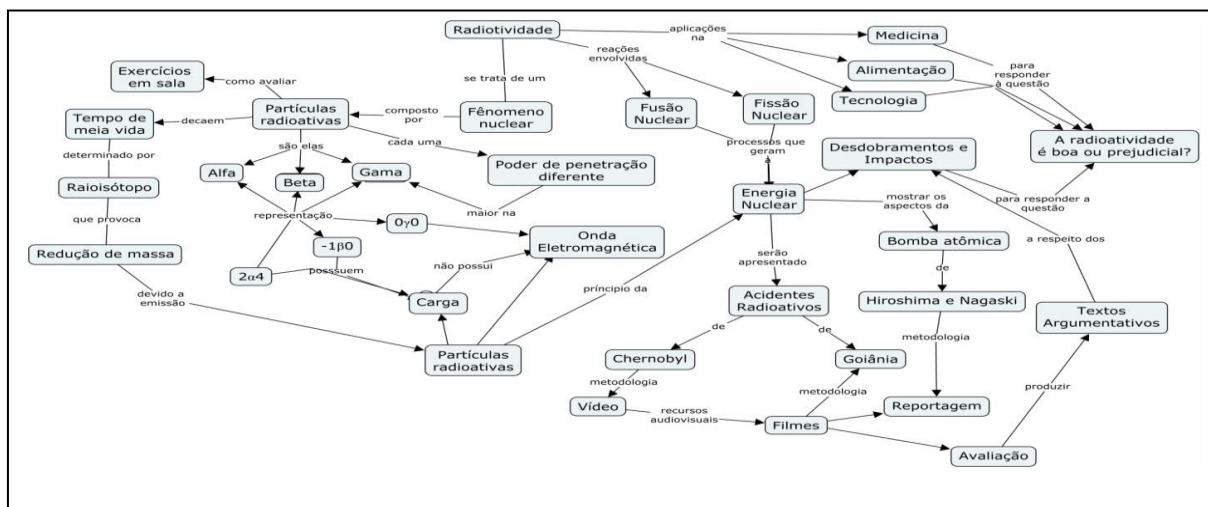 Radiotividade
aplicações
na
Medicina
reações
envolvidas
para
responder
à questão
Exercícios
em sala
como avaliar
se trata de um
Alimentação
Tecnologia
Fusão
Nuclear
Fissão
Nuclear
Tempo de
meia vida
decaem
Partículas
radioativas
composto
por
Fênomeno
nuclear
A radioatividade
é boa ou prejudicial?
determinado por
são elas
cada uma
processos que
geram
à
Desdobramentos e
Impactos
Alfa
Beta
Gama
Poder de penetração
diferente
Raioisótopo
maior na
Energia
Nuclear
para responder a
questão
mostrar os
aspectos da
que provoca
representação
0γ0
Onda
Eletromagnética
Bomba atômica
a respeito dos
Redução de massa
-1β0
não possui
serão
apresentado
de
2α4
posssuem
Carga
príncipio da
devido a
emissão
Acidentes
Radioativos
Hiroshima e Nagaski
Textos
Argumentativos
Partículas
radioativas
de
de
metodologia
Chernobyl
Goiânia
metodologia
metodologia
produzir
Vídeo
recursos
audiovisuais
Filmes
Reportagem
Avaliação